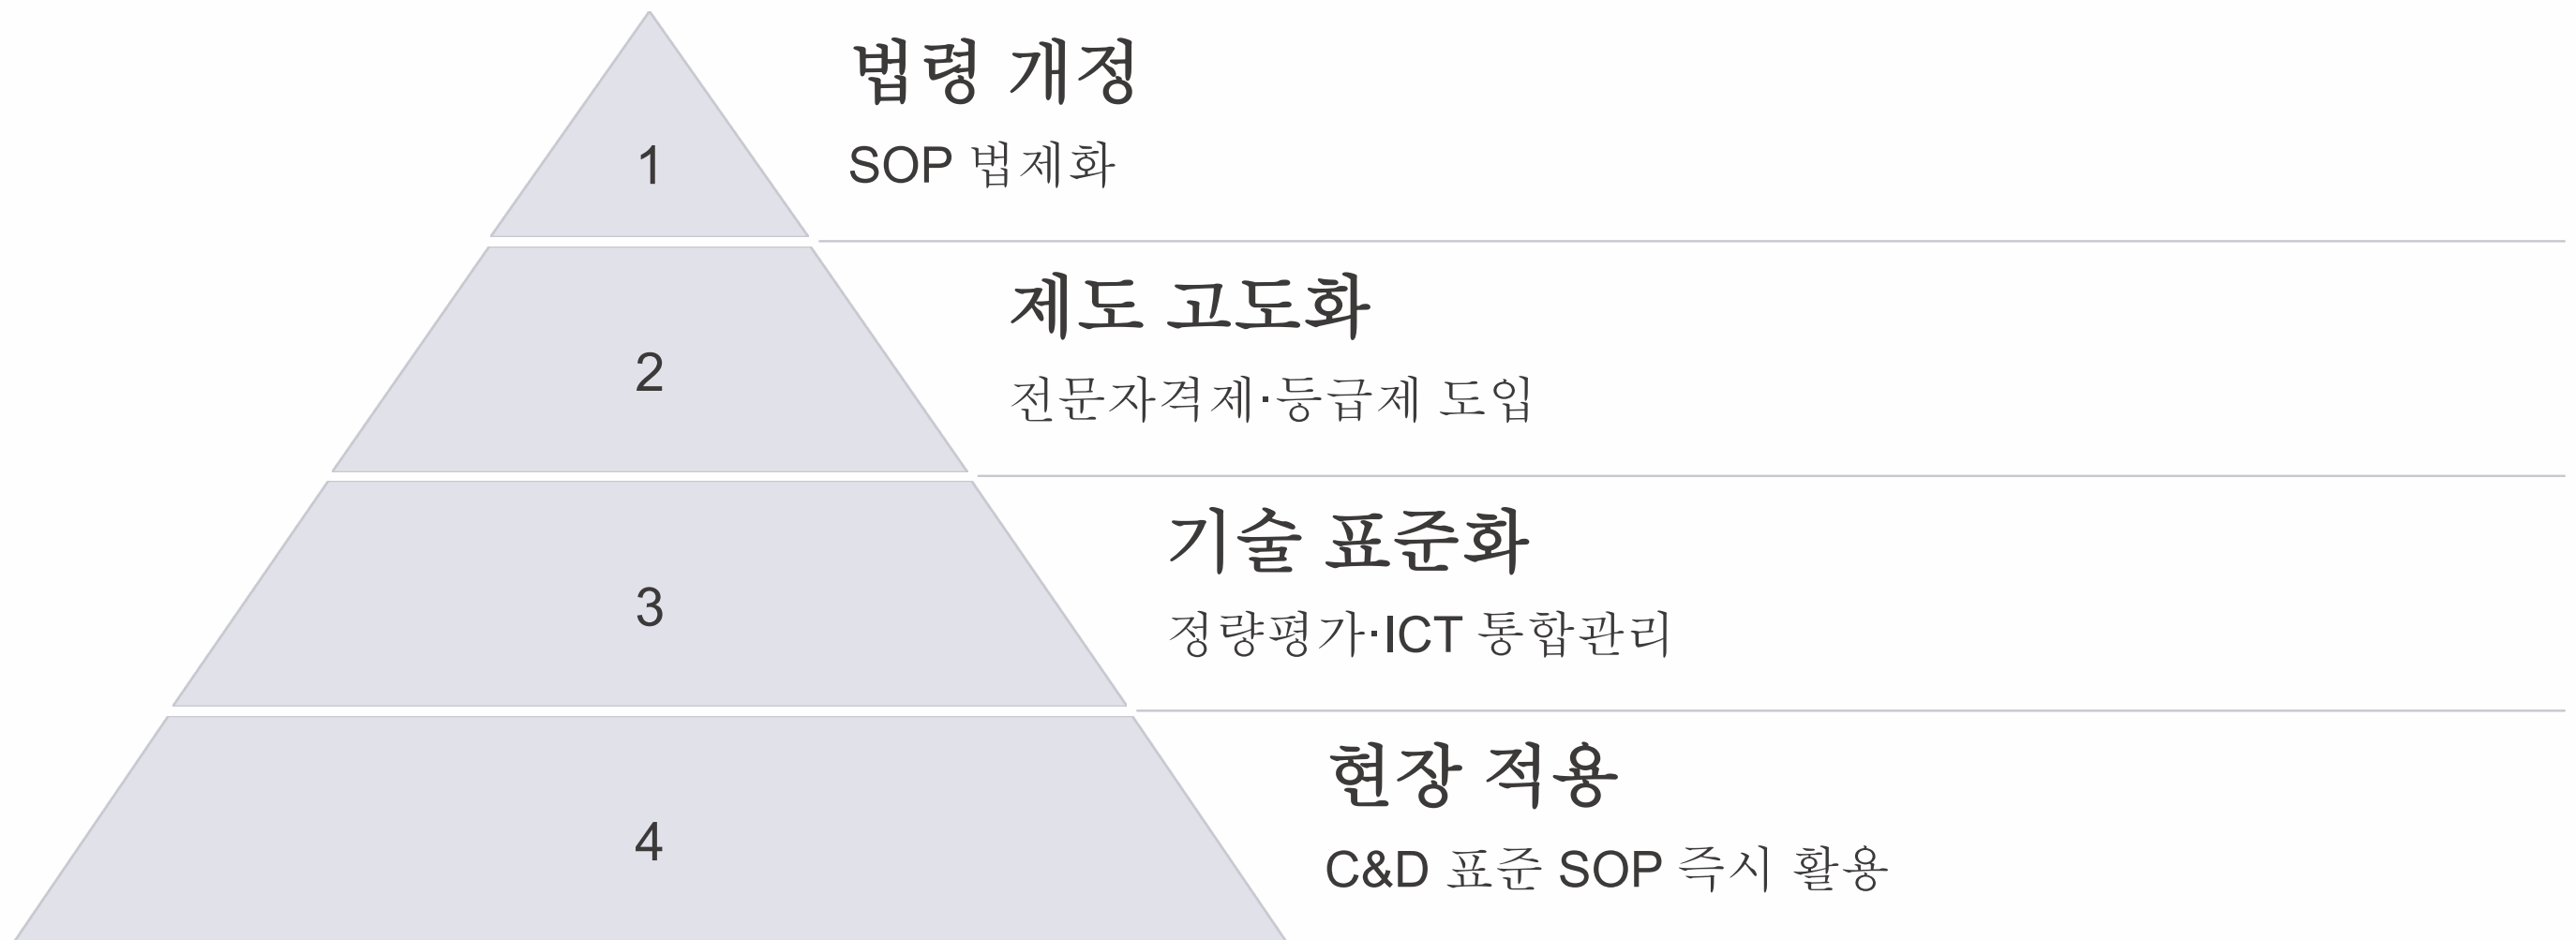 1
법령 개정
SOP 법제화
2
제도 고도화
전문자격제·등급제 도입
3
기술 표준화
정량평가·ICT 통합관리
4
현장 적용
C&D 표준 SOP 즉시 활용